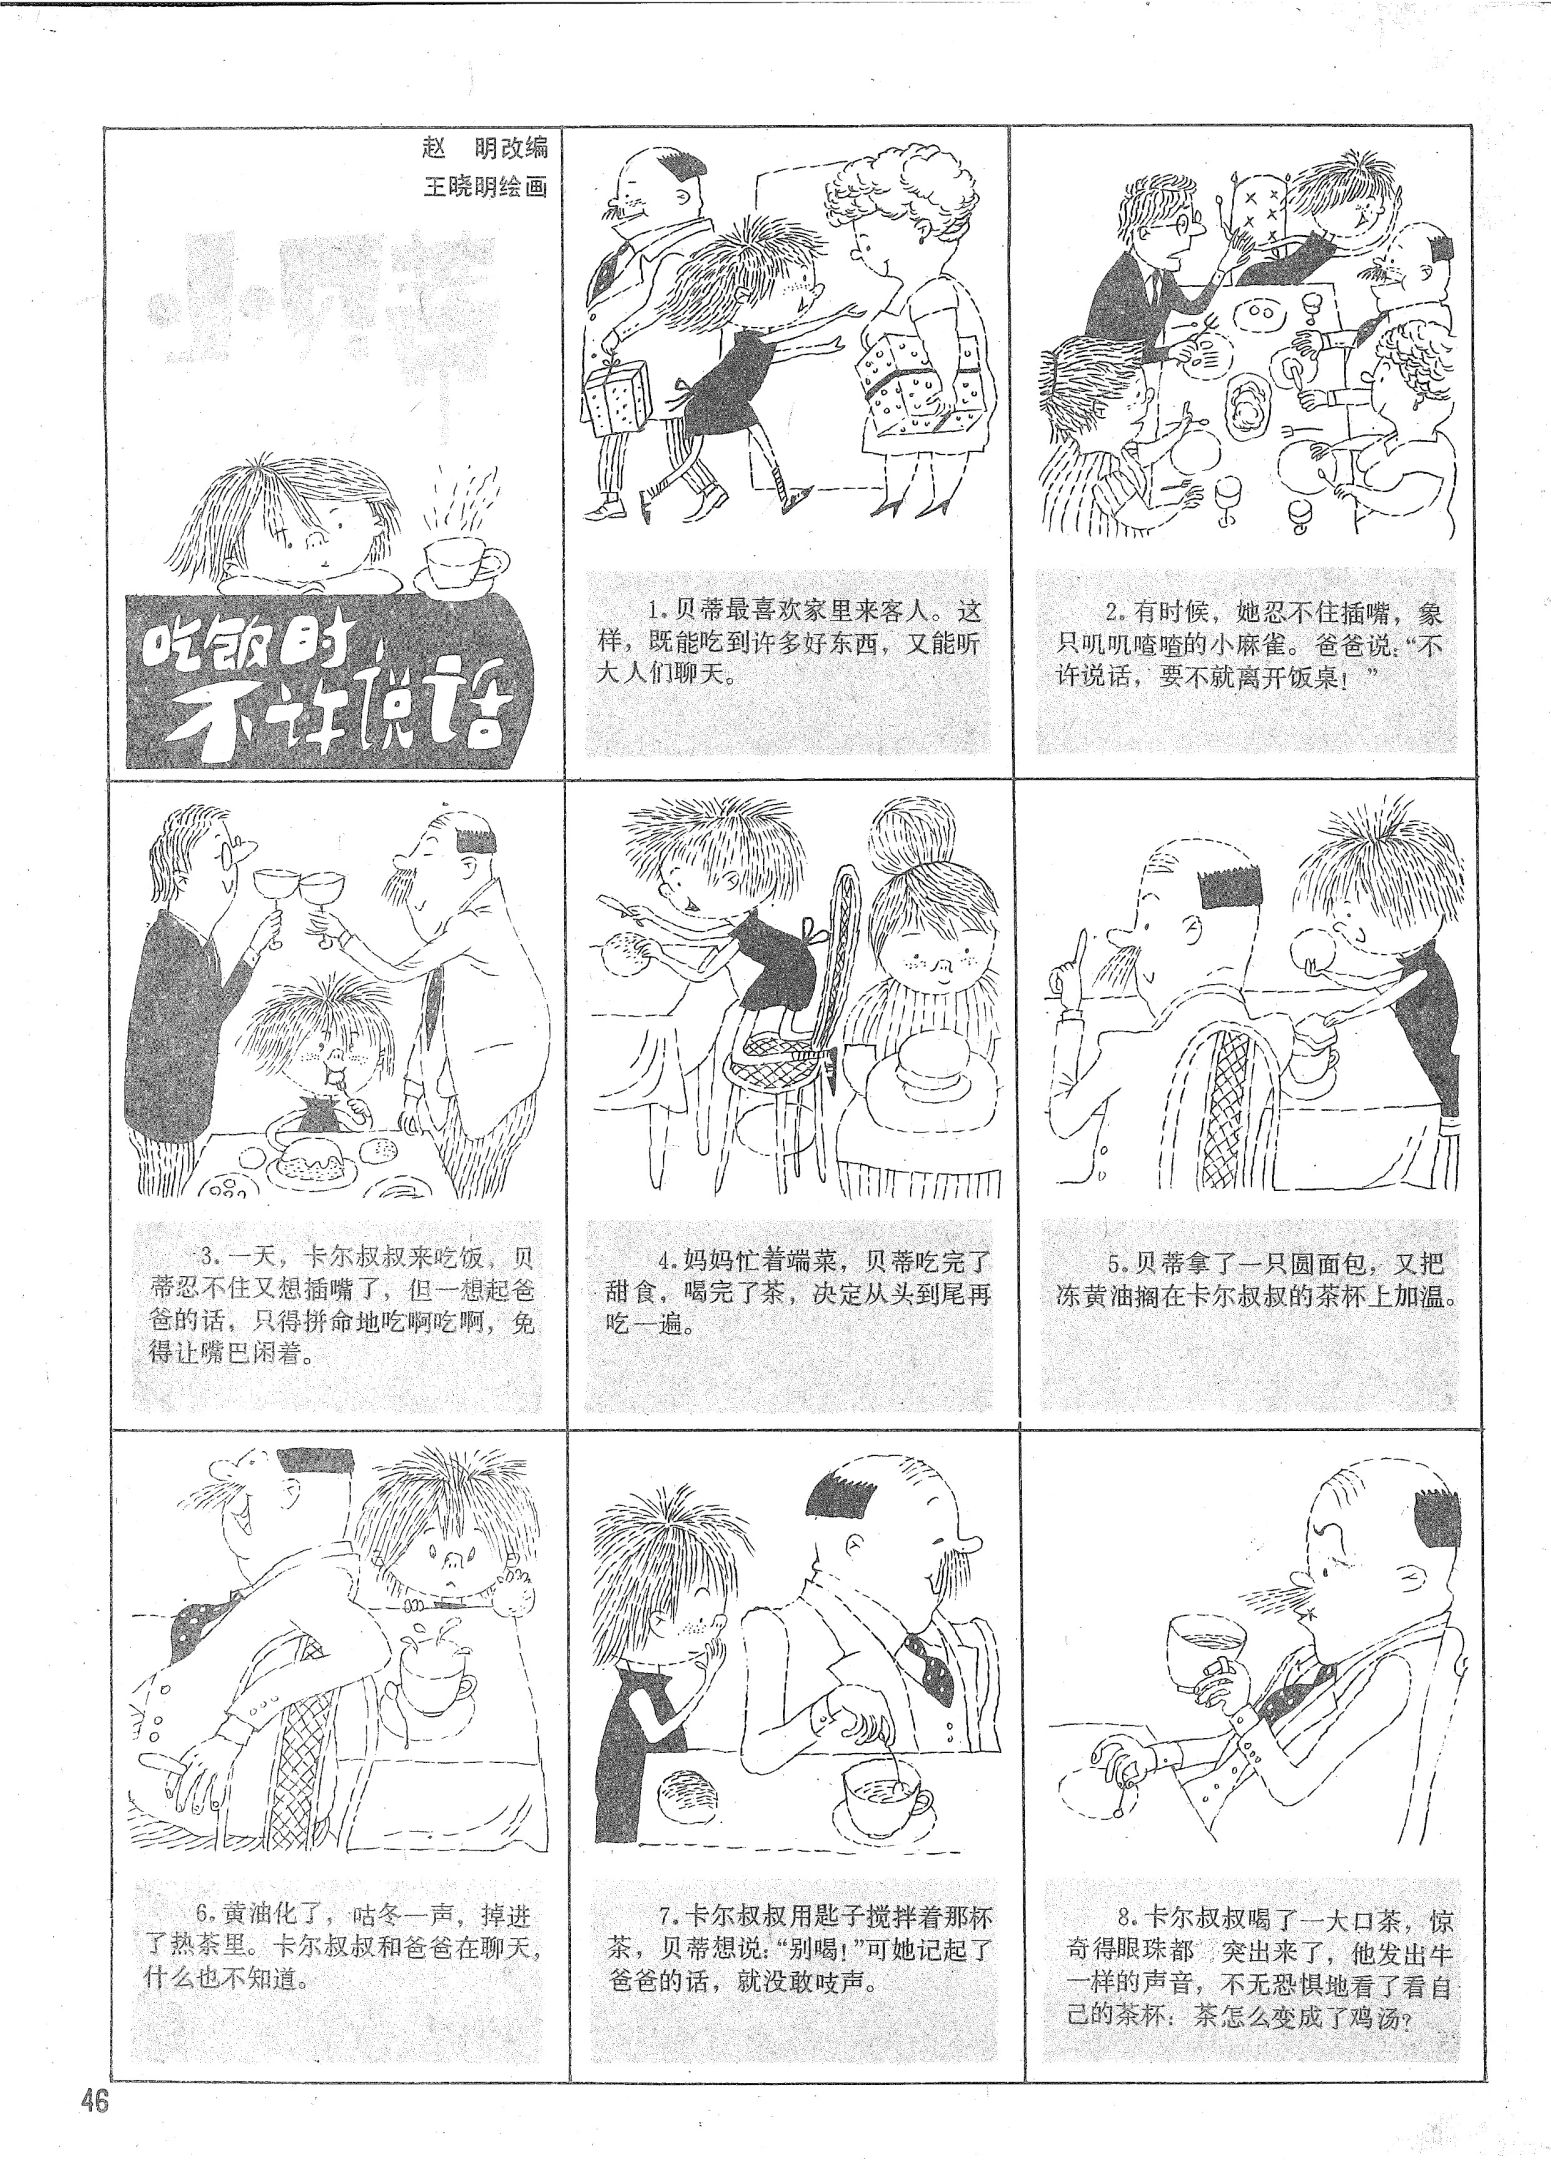 赵　明改编
王晓明绘画
吃饭时
不许说话
1.贝蒂最喜欢家里来客人。这
样，既能吃到许多好东西，又能听
大人们聊天。
2.有时候，她忍不住插嘴，象
只叽叽喳喳的小麻雀。爸爸说：“不
许说话，要不就离开饭桌！”
3.一天，卡尔叔叔来吃饭，贝
蒂忍不住又想插嘴了，但一想起爸
爸的话，只得拼命地吃啊吃啊，免
得让嘴巴闲着。
4.妈妈忙着端菜，贝蒂吃完了
甜食，喝完了茶，决定从头到尾再
吃一遍。
5.贝蒂拿了一只圆面包，又把
冻黄油搁在卡尔叔叔的茶杯上加温。
6.黄油化了，咕冬一声，掉进
了热茶里。卡尔叔叔和爸爸在聊天，
什么也不知道。
7.卡尔叔叔用匙子搅拌着那杯
茶，贝蒂想说：“别喝！”可她记起了
爸爸的话，就没敢吱声。
8.卡尔叔叔喝了一大口茶，惊
奇得眼珠都　突出来了，他发出牛
一样的声音，不无恐惧地看了看自
己的茶杯：茶怎么变成了鸡汤？
46